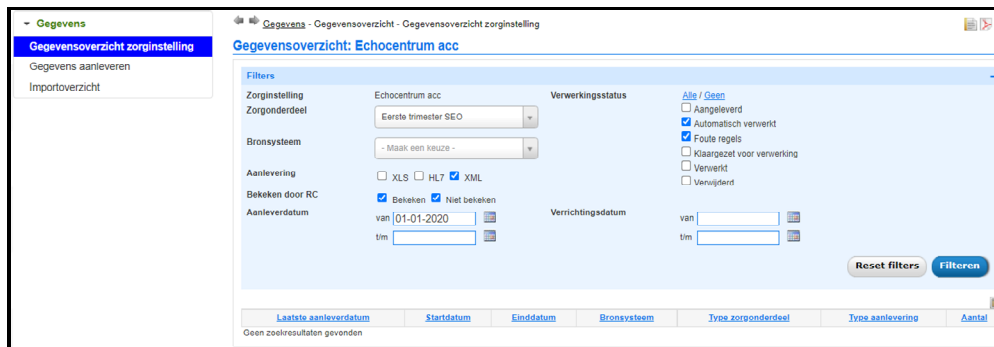 Gegevens
Gegevensoverzicht zorginstelling
Gegevens aanleveren
Importoverzicht
Gegevens - Gegevensoverzicht - Gegevensoverzicht zorginstelling
Gegevensoverzicht: Echocentrum acc
Filters
Zorginstelling Echocentrum acc Verwerkingsstatus Alle / Geen
Zorgonderdeel Eerste trimester SEO Aangeleverd
Automatisch verwerkt
Foute regels
Bronsysteem - Maak een keuze - Klaargezet voor verwerking
Verwerkt
Aanlevering XLS HL7 XML Verwijderd
Bekeken door RC Bekeken Niet bekeken
Aanleverdatum van 01-01-2020 Verrichtingsdatum van
t/m t/m
Reset filters Filteren
Laatste aanleverdatum Startdatum Einddatum Bronsysteem Type zorgonderdeel Type aanlevering Aantal
Geen zoekresultaten gevonden